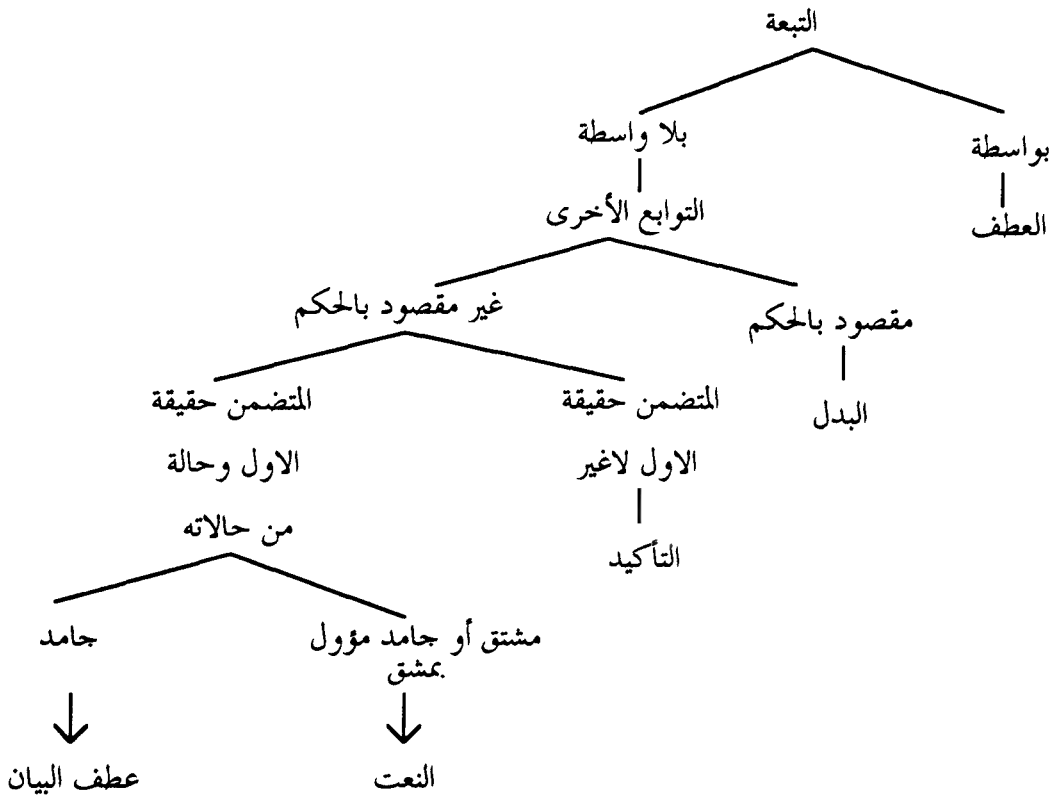 التبعة
بواسطة
بلا واسطة
العطف
التوابع الأخرى
مقصود بالحكم
غير مقصود بالحكم
البدل
المتضمن حقيقة
الاول لاغير
التأكيد
المتضمن حقيقة
الاول وحالة
من حالاته
مشتق أو جامد مؤول
بمشق
النعت
جامد
عطف البيان